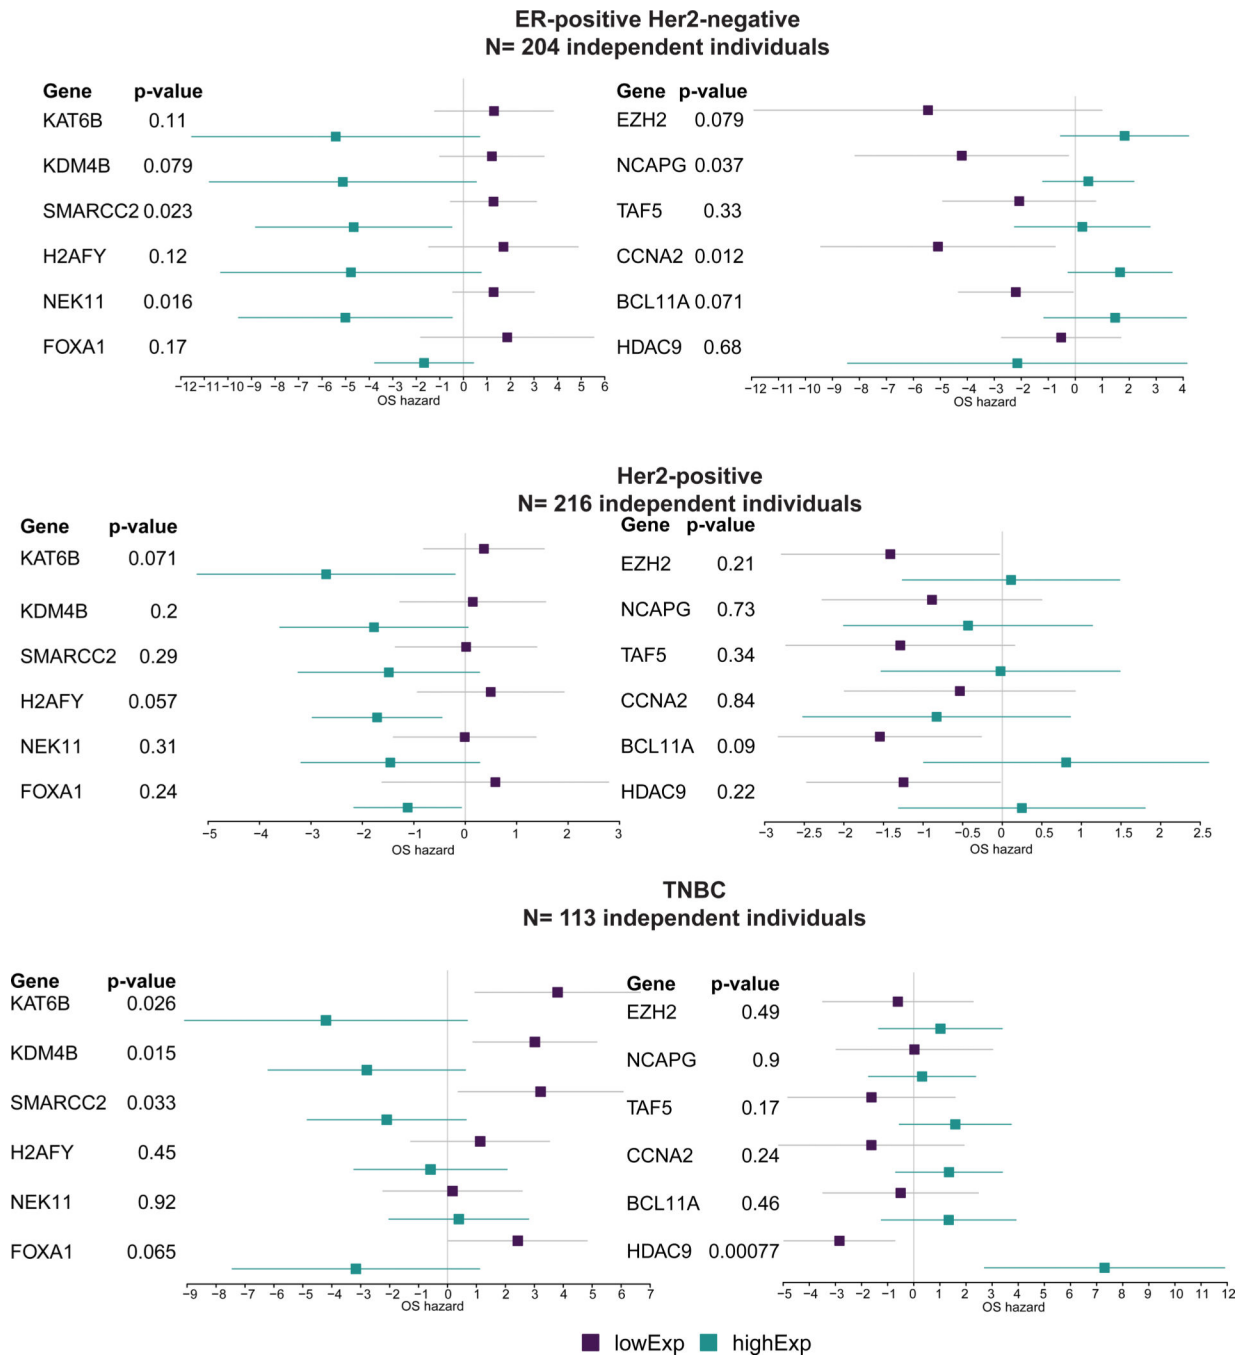 ER-positive Her2-negative
N= 204 independent individuals
Gene p-value
KAT6B 0.11
KDM4B 0.079
SMARCC2 0.023
H2AFY 0.12
NEK11 0.016
FOXA1 0.17
−12 −11 −10 −9 −8 −7 −6 −5 −4 −3 −2 −1 0 1 2 3 4 5 6
OS hazard
Gene p-value
EZH2 0.079
NCAPG 0.037
TAF5 0.33
CCNA2 0.012
BCL11A 0.071
HDAC9 0.68
−12 −11 −10 −9 −8 −7 −6 −5 −4 −3 −2 −1 0 1 2 3 4
OS hazard
Her2-positive
N= 216 independent individuals
Gene p-value
KAT6B 0.071
KDM4B 0.2
SMARCC2 0.29
H2AFY 0.057
NEK11 0.31
FOXA1 0.24
−5 −4 −3 −2 −1 0 1 2 3
OS hazard
Gene p-value
EZH2 0.21
NCAPG 0.73
TAF5 0.34
CCNA2 0.84
BCL11A 0.09
HDAC9 0.22
−3 −2.5 −2 −1.5 −1 −0.5 0 0.5 1 1.5 2 2.5
OS hazard
TNBC
N= 113 independent individuals
Gene p-value
KAT6B 0.026
KDM4B 0.015
SMARCC2 0.033
H2AFY 0.45
NEK11 0.92
FOXA1 0.065
−9 −8 −7 −6 −5 −4 −3 −2 −1 0 1 2 3 4 5 6 7
OS hazard
Gene p-value
EZH2 0.49
NCAPG 0.9
TAF5 0.17
CCNA2 0.24
BCL11A 0.46
HDAC9 0.00077
−5 −4 −3 −2 −1 0 1 2 3 4 5 6 7 8 9 10 11 12
OS hazard
lowExp highExp